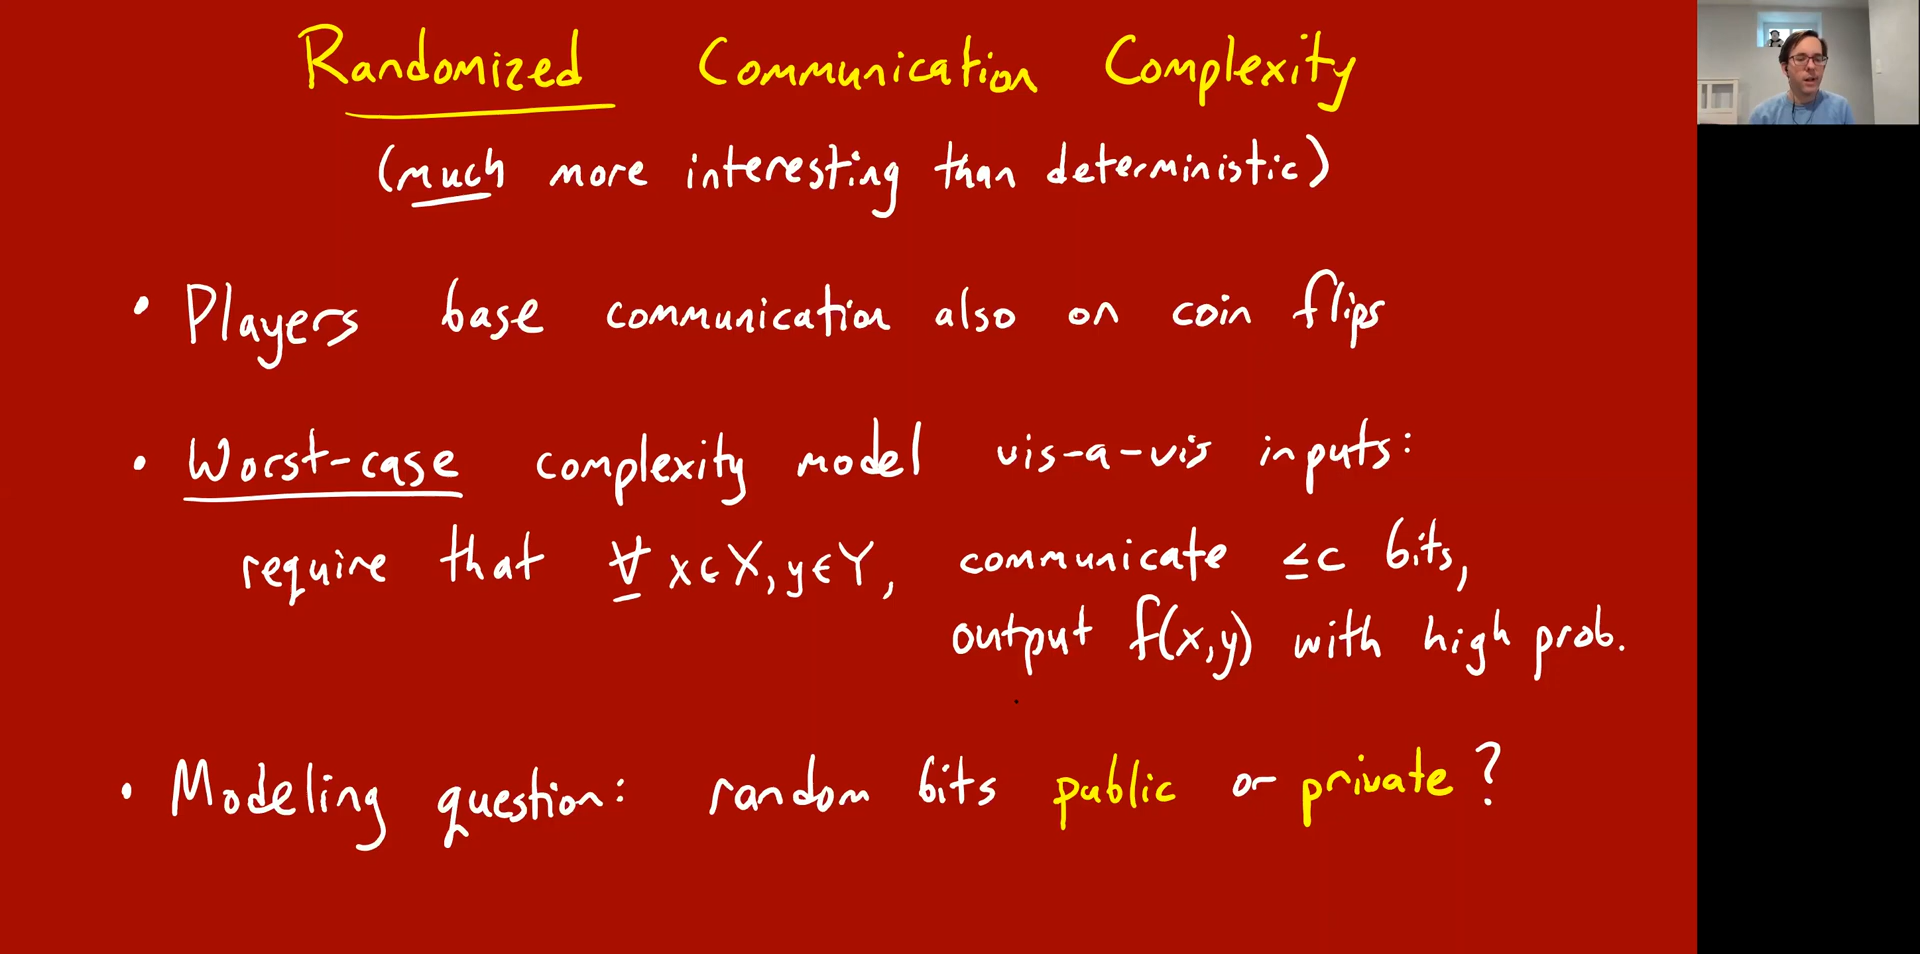 Randomized Communication Complexity
(much more interesting than deterministic)
• Players base communication also on coin flips
• Worst-case complexity model vis-a-vis inputs:
require that ∀ x∈X, y∈Y, communicate ≤c bits,
output f(x,y) with high prob.
• Modeling question: random bits public or private?